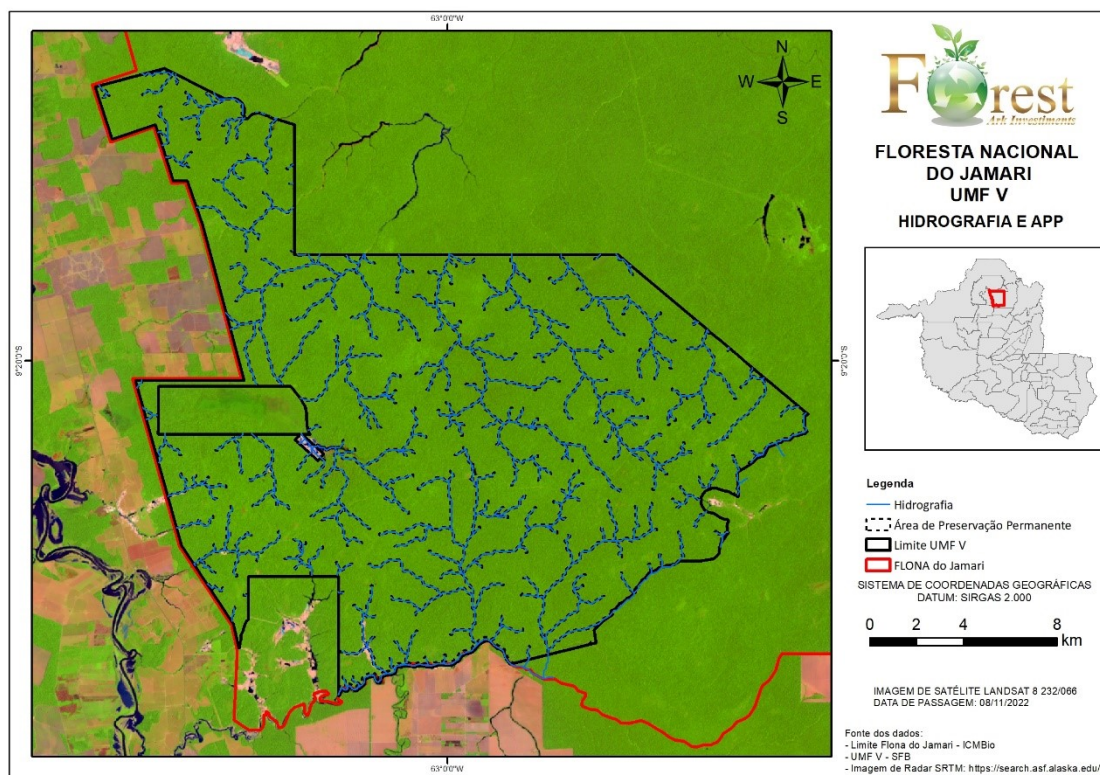 63°0'0"W
N
W E
S
9°20'0"S
9°20'0"S
63°0'0"W
Forest
Ark Investiments
FLORESTA NACIONAL
DO JAMARI
UMF V
HIDROGRAFIA E APP
Legenda
Hidrografia
Área de Preservação Permanente
Limite UMF V
FLONA do Jamari
SISTEMA DE COORDENADAS GEOGRÁFICAS
DATUM: SIRGAS 2.000
0 2 4 8
km
IMAGEM DE SATÉLITE LANDSAT 8 232/066
DATA DE PASSAGEM: 08/11/2022
Fonte dos dados:
- Limite Flona do Jamari - ICMBio
- UMF V - SFB
- Imagem de Radar SRTM: https://search.asf.alaska.edu/